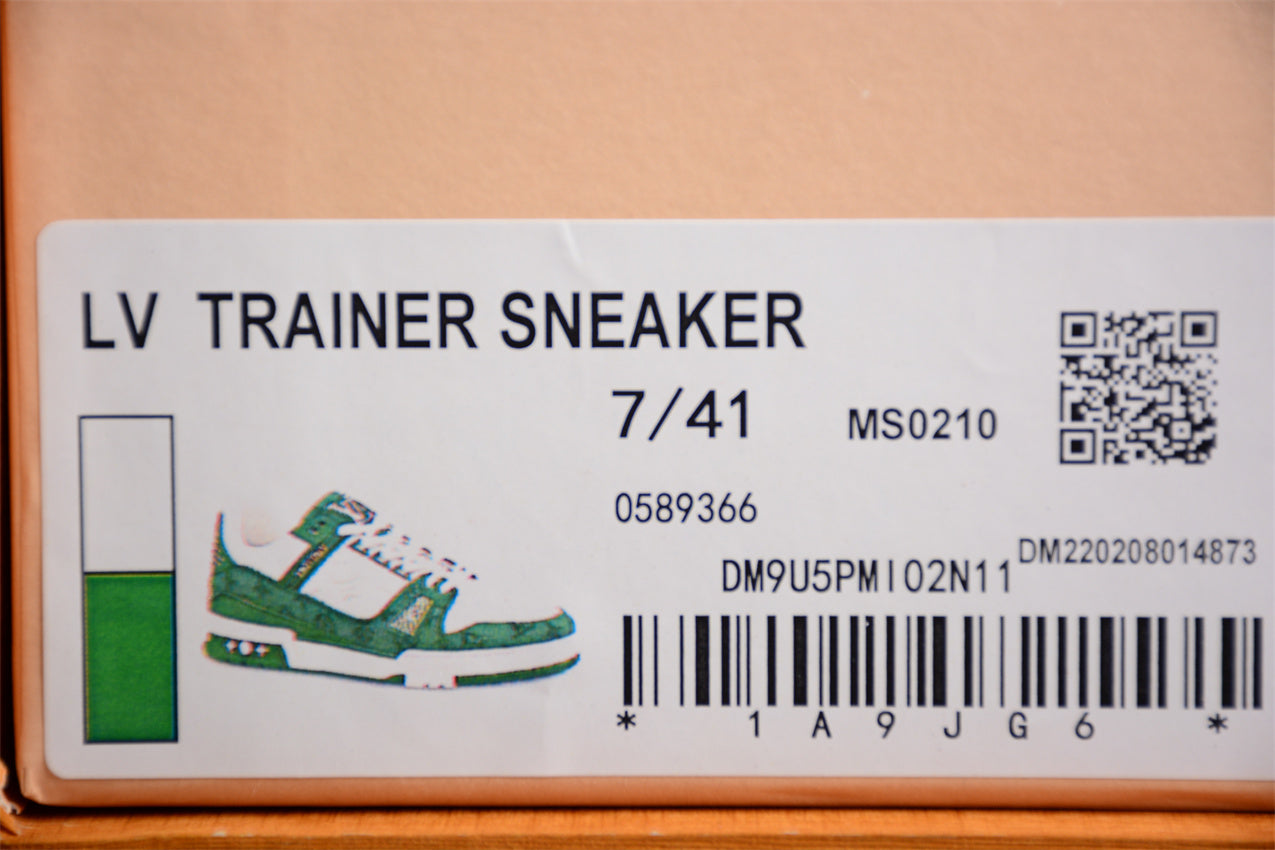 LV TRAINER SNEAKER
7/41 MS0210
0589366
DM220208014873
DM9U5PMI02N11
* 1A9JG6 *